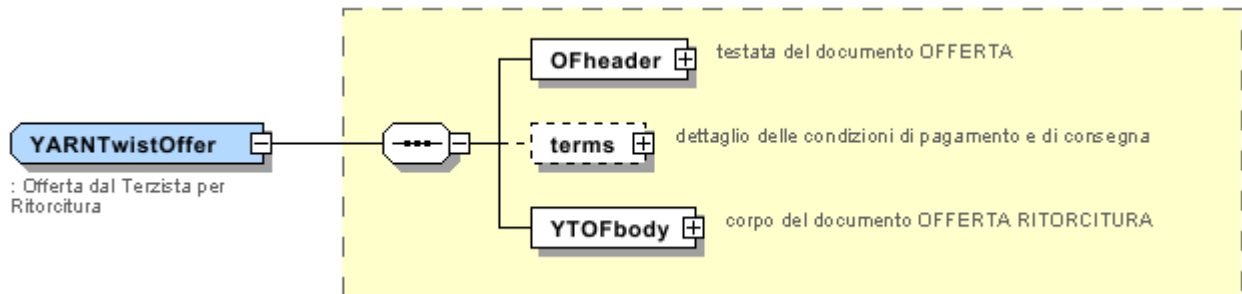 OFheader
testata del documento OFFERTA
YARNTwistOffer
terms
dettaglio delle condizioni di pagamento e di consegna
: Offerta dal Terzista per
Ritorcitura
YTOFbody
corpo del documento OFFERTA RITORCITURA